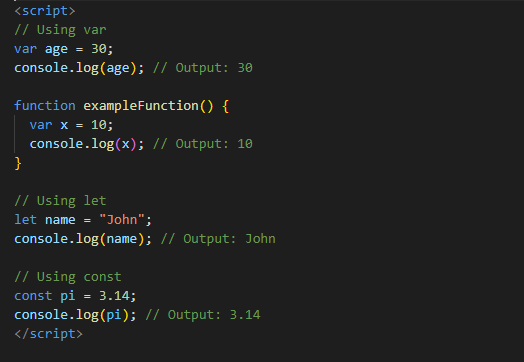 <script>
// Using var
var age = 30;
console.log(age); // Output: 30

function exampleFunction() {
  var x = 10;
  console.log(x); // Output: 10
}

// Using let
let name = "John";
console.log(name); // Output: John

// Using const
const pi = 3.14;
console.log(pi); // Output: 3.14
</script>